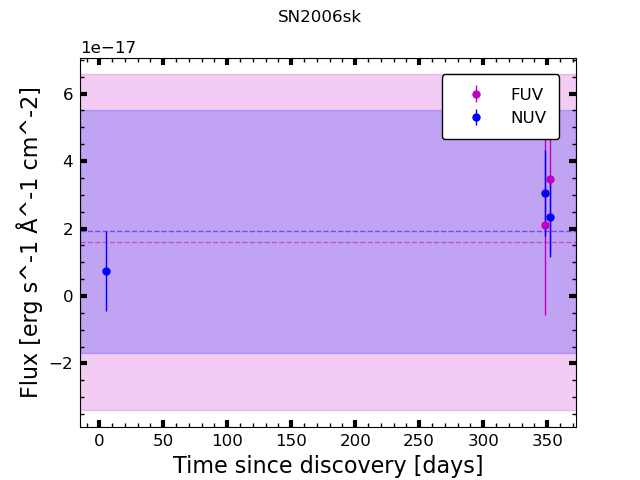 SN2006sk
1e−17
6
4
2
0
−2
Flux [erg s^-1 Å^-1 cm^-2]
FUV
NUV
0 50 100 150 200 250 300 350
Time since discovery [days]